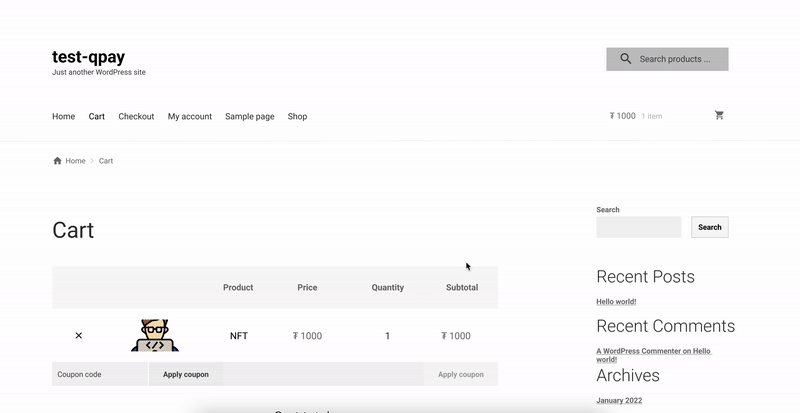 test-qpay
Just another WordPress site
Search products ...
Home Cart Checkout My account Sample page Shop
₮ 1000 1 item
Home > Cart
Cart
Product Price Quantity Subtotal
× NFT ₮ 1000 1 ₮ 1000
Coupon code Apply coupon Apply coupon
Search
Search
Recent Posts
Hello world!
Recent Comments
A WordPress Commenter on Hello
world!
Archives
January 2022